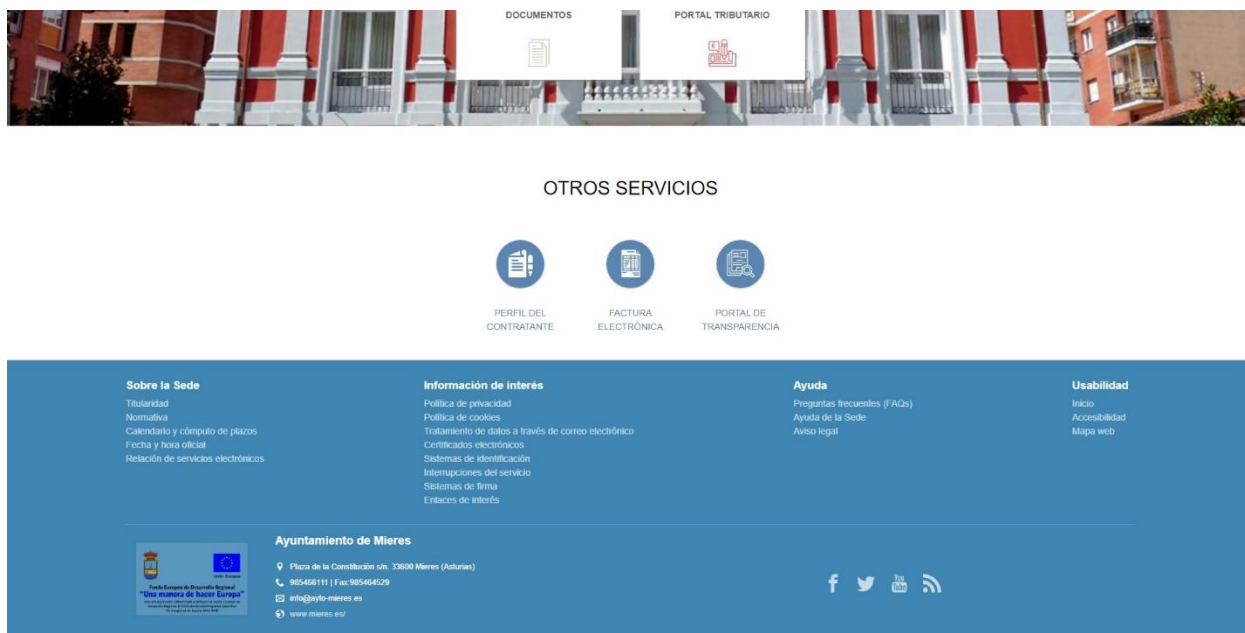 DOCUMENTOS
PORTAL TRIBUTARIO
OTROS SERVICIOS
PERFIL DEL
CONTRATANTE
FACTURA
ELECTRÓNICA
PORTAL DE
TRANSPARENCIA
Sobre la Sede
Titularidad
Normativa
Calendario y cómputo de plazos
Fecha y hora oficial
Relación de servicios electrónicos
Información de interés
Política de privacidad
Política de cookies
Tratamiento de datos a través de correo electrónico
Certificados electrónicos
Sistemas de identificación
Interrupciones del servicio
Sistemas de firma
Enlaces de interés
Ayuda
Preguntas frecuentes (FAQs)
Ayuda de la Sede
Aviso legal
Usabilidad
Inicio
Accesibilidad
Mapa web
Unión Europea
Fondo Europeo de Desarrollo Regional
"Una manera de hacer Europa"
Ayuntamiento de Mieres
Plaza de la Constitución s/n. 33600 Mieres (Asturias)
985466111 | Fax:985464529
info@ayto-mieres.es
www.mieres.es/
You
Tube